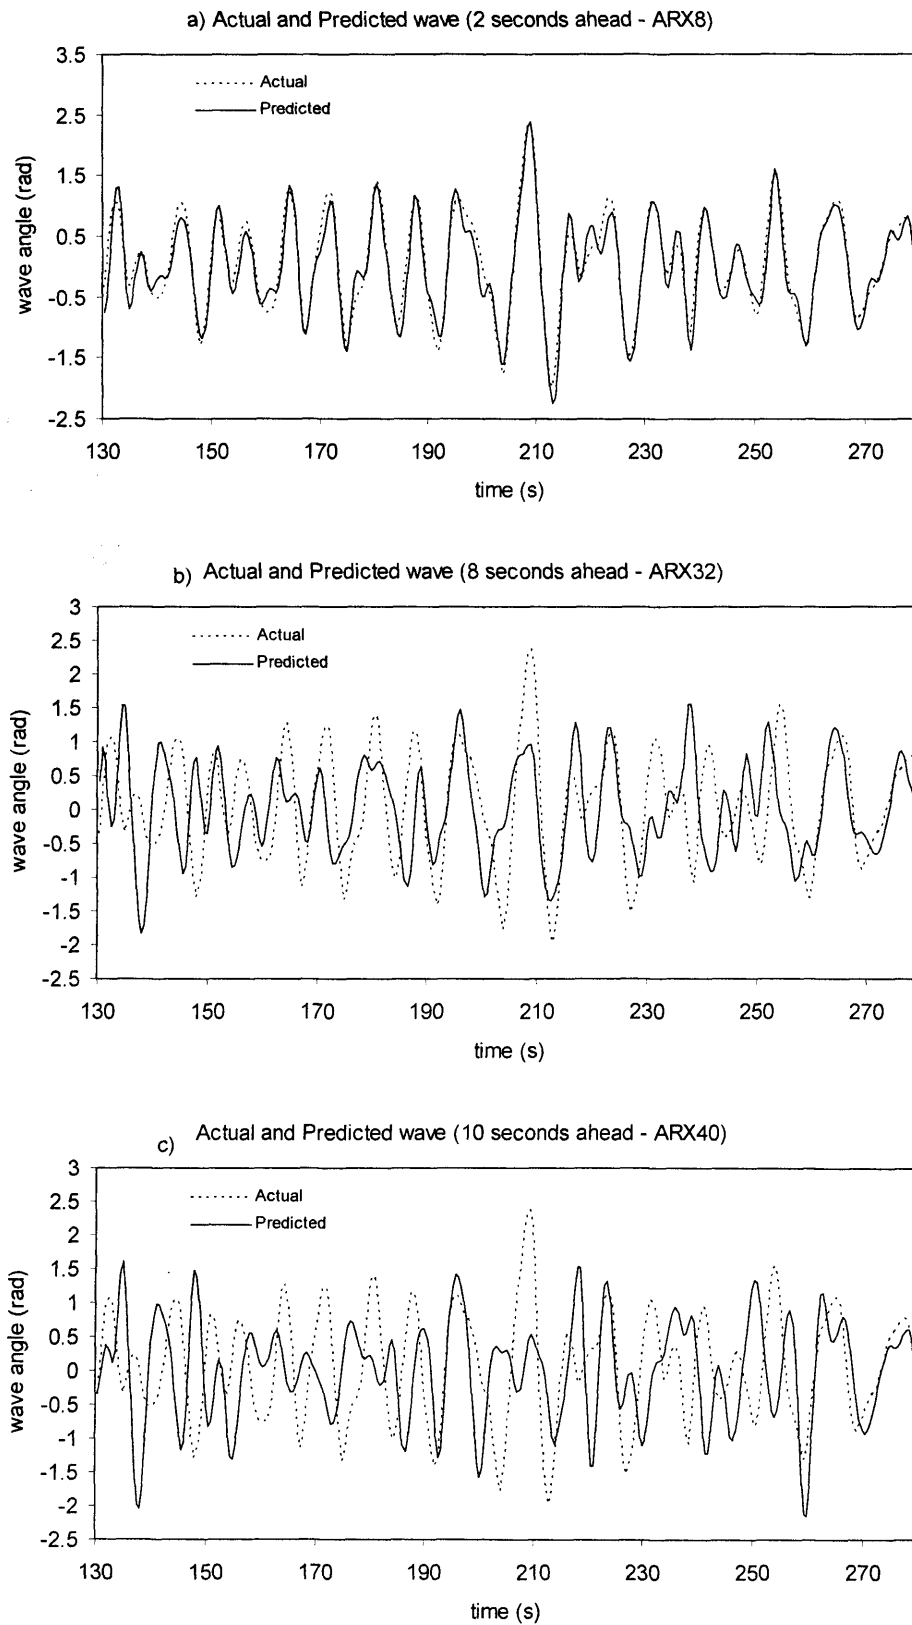 a) Actual and Predicted wave (2 seconds ahead - ARX8)
3.5
2.5
1.5
0.5
-0.5
-1.5
-2.5
wave angle (rad)
Actual
Predicted
130 150 170 190 210 230 250 270
time (s)
b) Actual and Predicted wave (8 seconds ahead - ARX32)
3
2.5
2
1.5
1
0.5
0
-0.5
-1
-1.5
-2
-2.5
wave angle (rad)
Actual
Predicted
130 150 170 190 210 230 250 270
time (s)
c) Actual and Predicted wave (10 seconds ahead - ARX40)
3
2.5
2
1.5
1
0.5
0
-0.5
-1
-1.5
-2
-2.5
wave angle (rad)
Actual
Predicted
130 150 170 190 210 230 250 270
time (s)